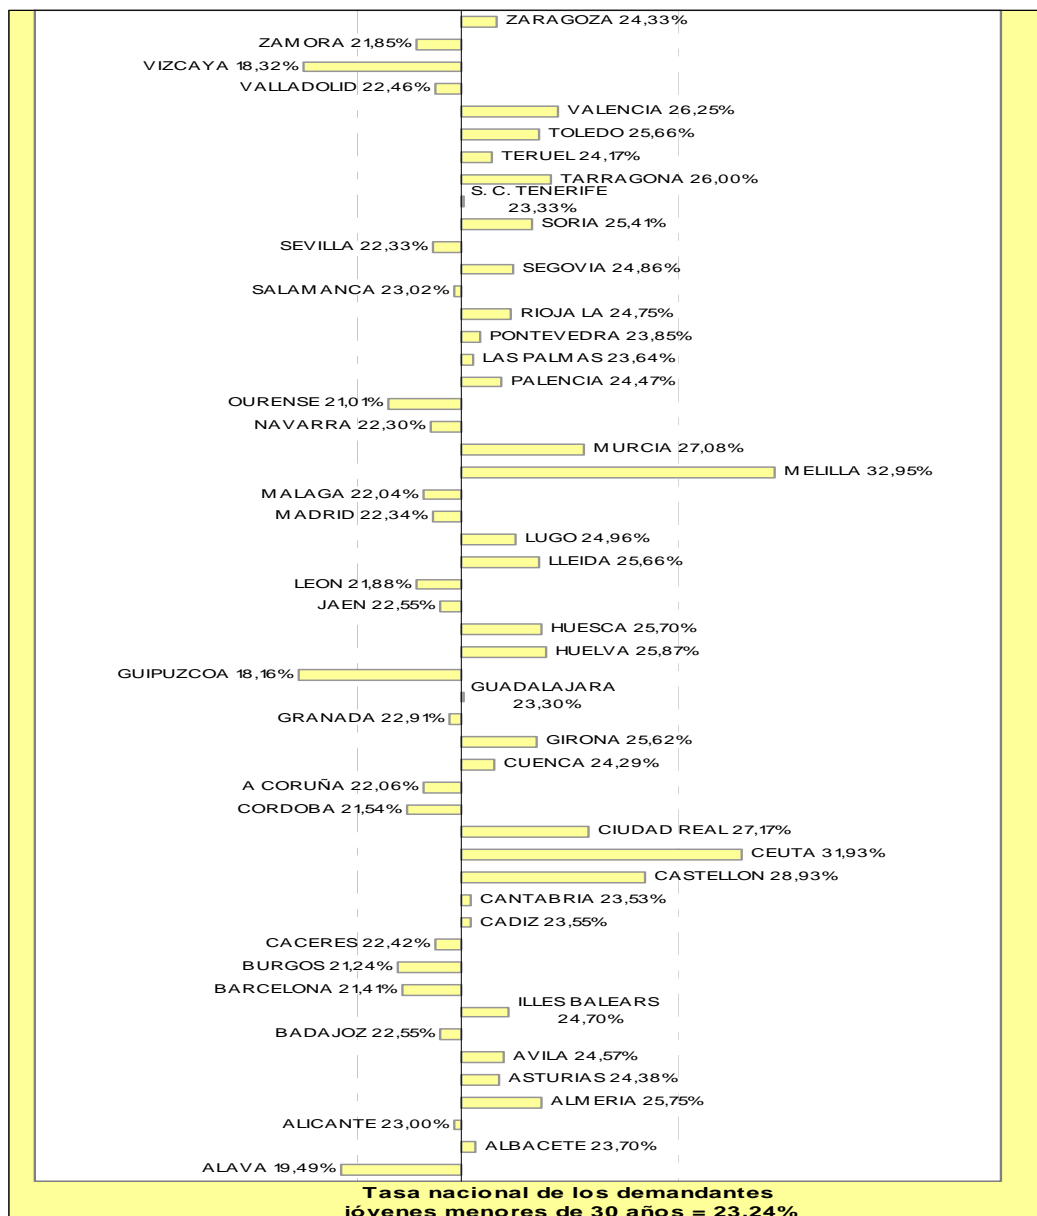 ZARAGOZA 24,33%
ZAMORA 21,85%
VIZCAYA 18,32%
VALLADOLID 22,46%
VALENCIA 26,25%
TOLEDO 25,66%
TERUEL 24,17%
TARRAGONA 26,00%
S. C. TENERIFE
23,33%
SORIA 25,41%
SEVILLA 22,33%
SEGOVIA 24,86%
SALAMANCA 23,02%
RIOJA LA 24,75%
PONTEVEDRA 23,85%
LAS PALMAS 23,64%
PALENCIA 24,47%
OURENSE 21,01%
NAVARRA 22,30%
MURCIA 27,08%
MELILLA 32,95%
MALAGA 22,04%
MADRID 22,34%
LUGO 24,96%
LLEIDA 25,66%
LEON 21,88%
JAEN 22,55%
HUESCA 25,70%
HUELVA 25,87%
GUIPUZCOA 18,16%
GUADALAJARA
23,30%
GRANADA 22,91%
GIRONA 25,62%
CUENCA 24,29%
A CORUÑA 22,06%
CORDOBA 21,54%
CIUDAD REAL 27,17%
CEUTA 31,93%
CASTELLON 28,93%
CANTABRIA 23,53%
CADIZ 23,55%
CACERES 22,42%
BURGOS 21,24%
BARCELONA 21,41%
ILLES BALEARS
24,70%
BADAJOZ 22,55%
AVILA 24,57%
ASTURIAS 24,38%
ALMERIA 25,75%
ALICANTE 23,00%
ALBACETE 23,70%
ALAVA 19,49%
Tasa nacional de los demandantes
jóvenes menores de 30 años = 23,24%